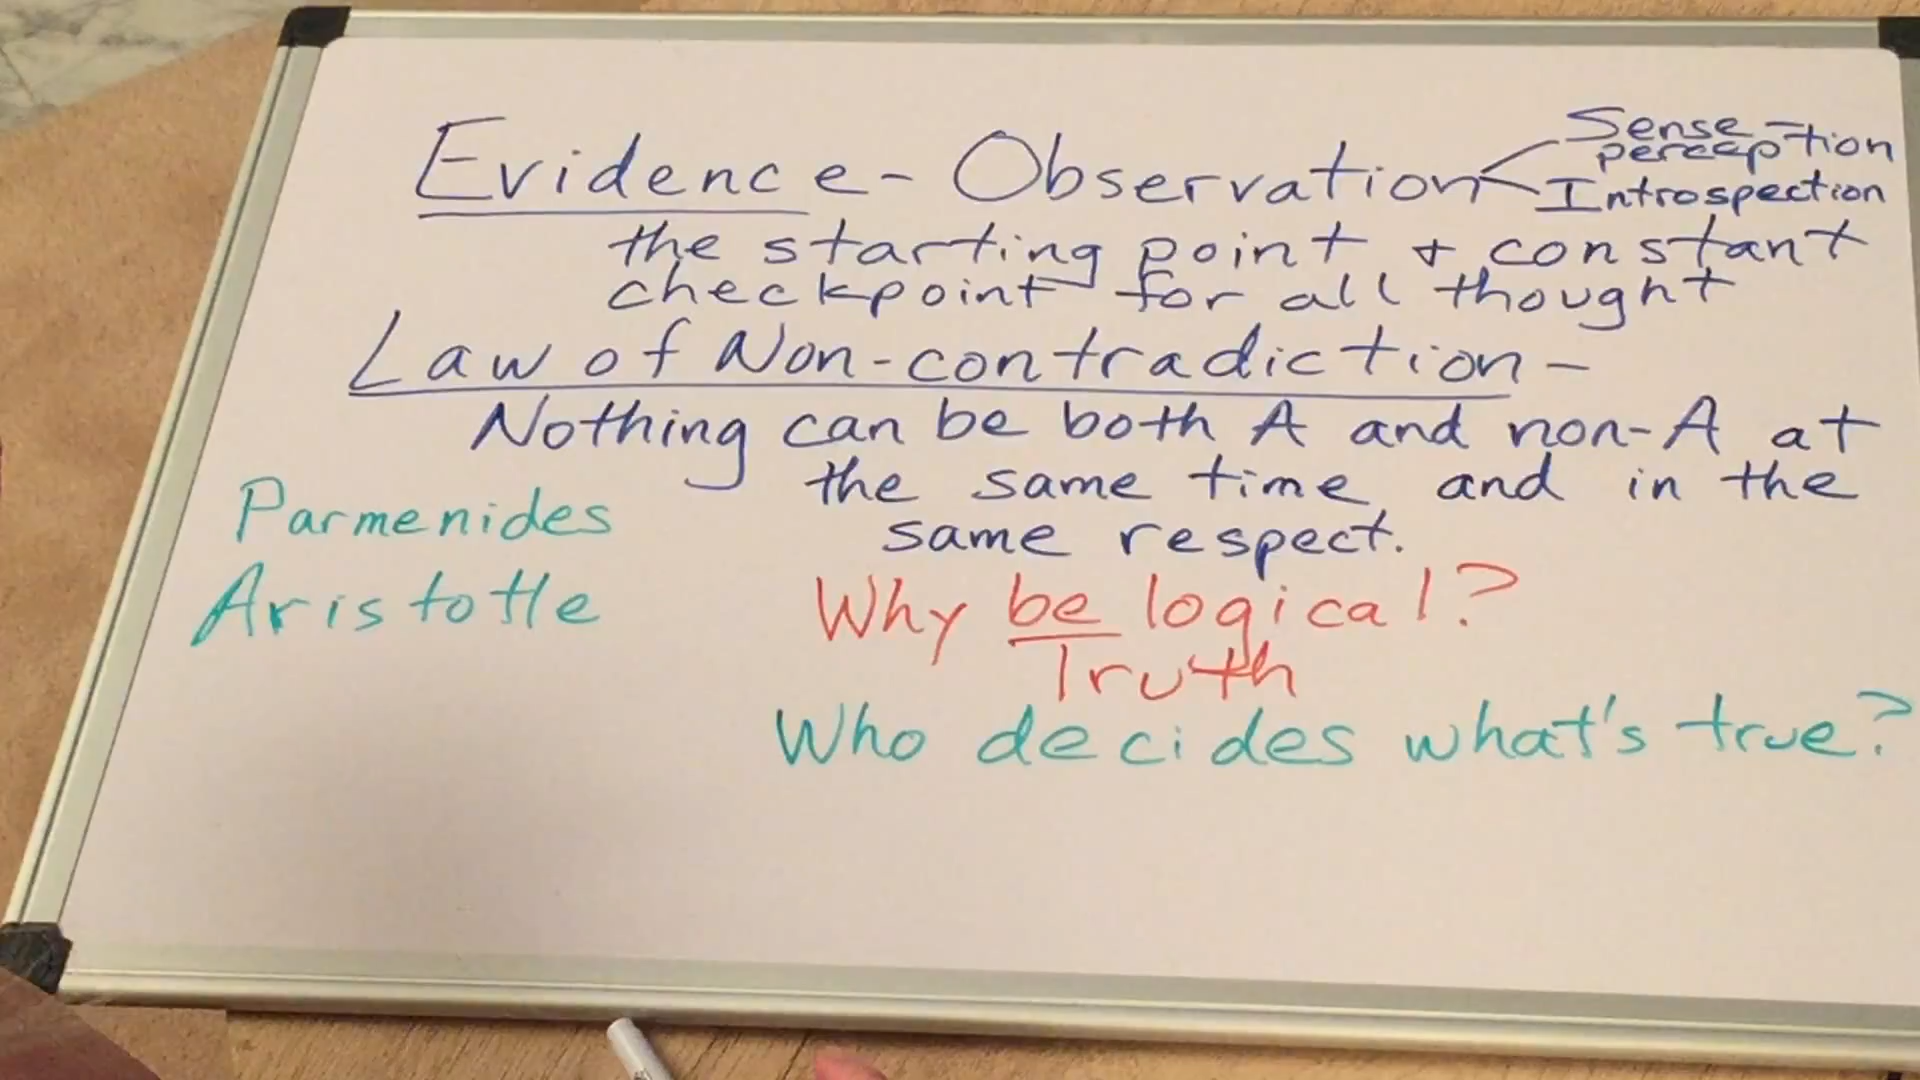 Evidence - Observation
Sense-
perception
Introspection
the starting point + constant
checkpoint for all thought
Law of Non-contradiction -
Nothing can be both A and non-A at
the same time and in the
same respect.
Parmenides
Aristotle
Why be logical?
Truth
Who decides what's true?